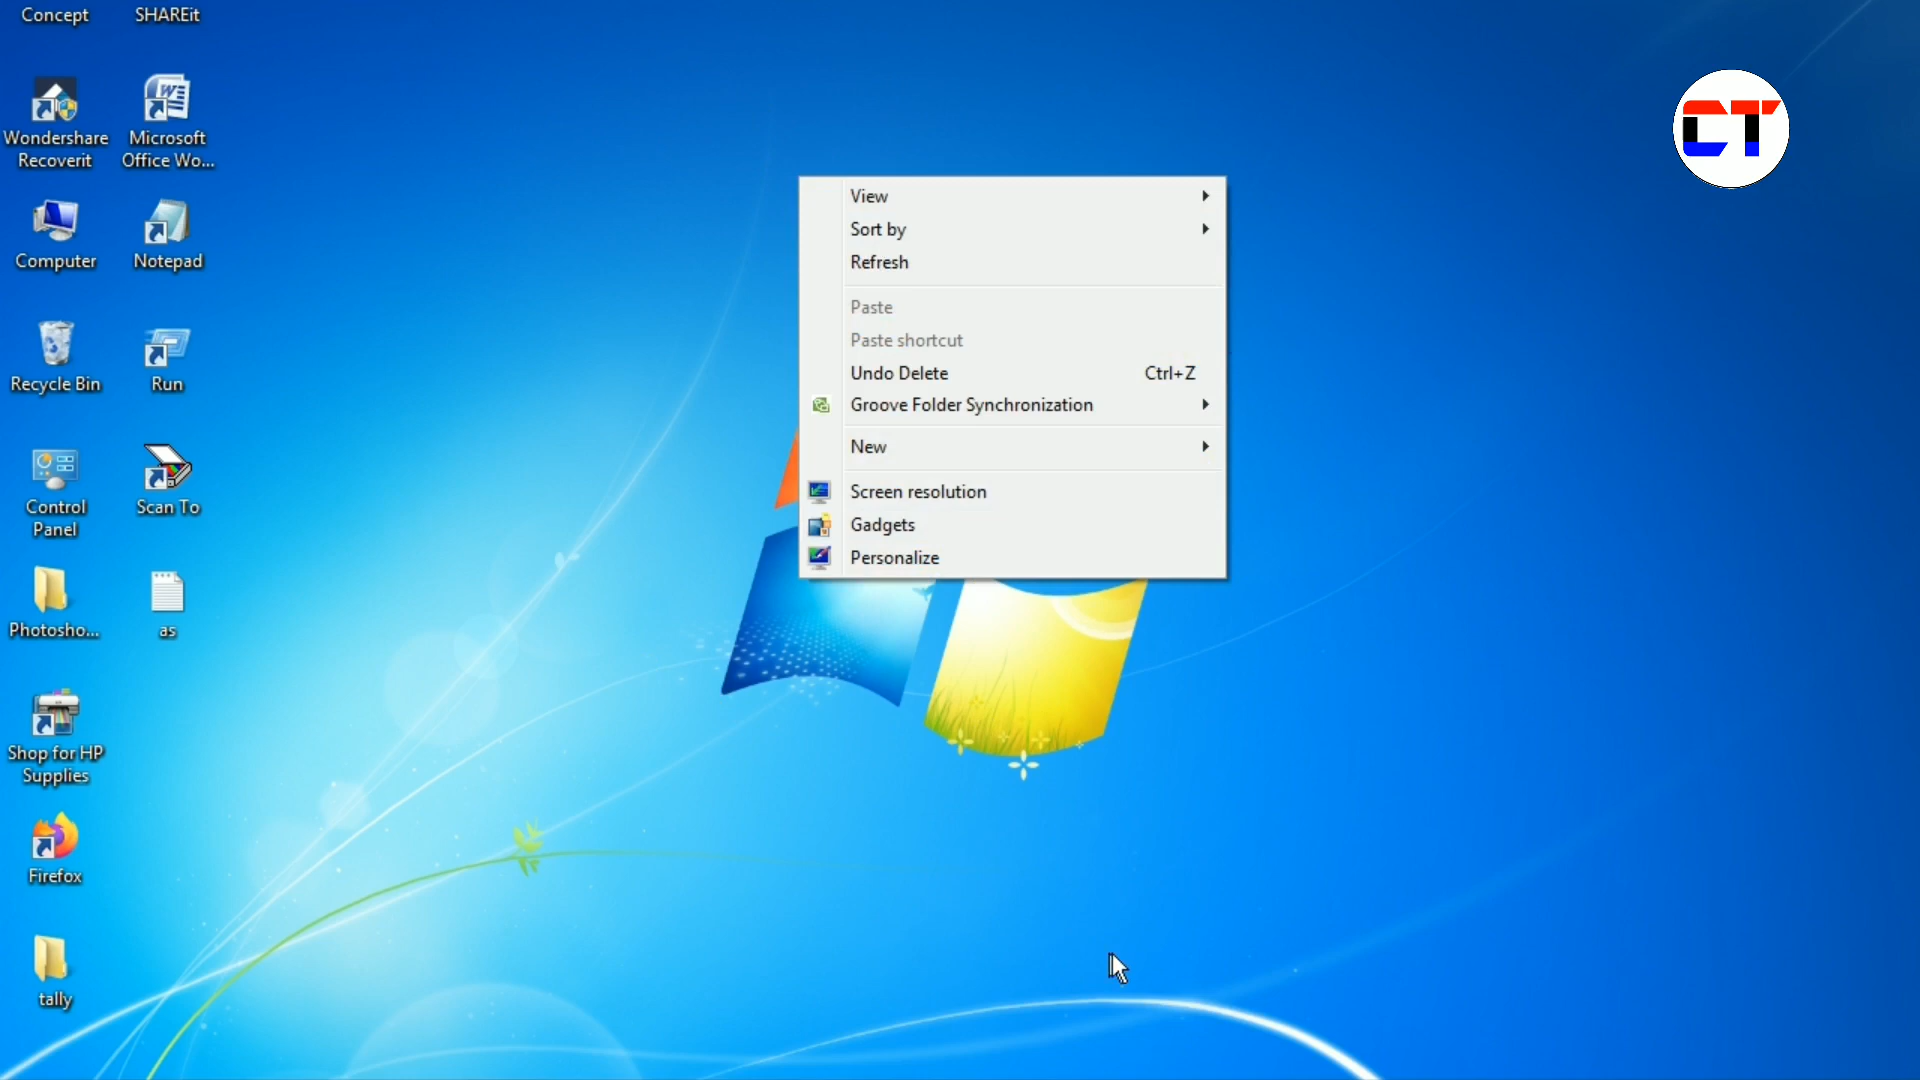 Concept
SHAREit
Wondershare
Recoverit
Microsoft
Office Wo...
Computer
Notepad
Recycle Bin
Run
Control
Panel
Scan To
Photosho...
as
Shop for HP
Supplies
Firefox
tally
View
Sort by
Refresh
Paste
Paste shortcut
Undo Delete Ctrl+Z
Groove Folder Synchronization
New
Screen resolution
Gadgets
Personalize
CT